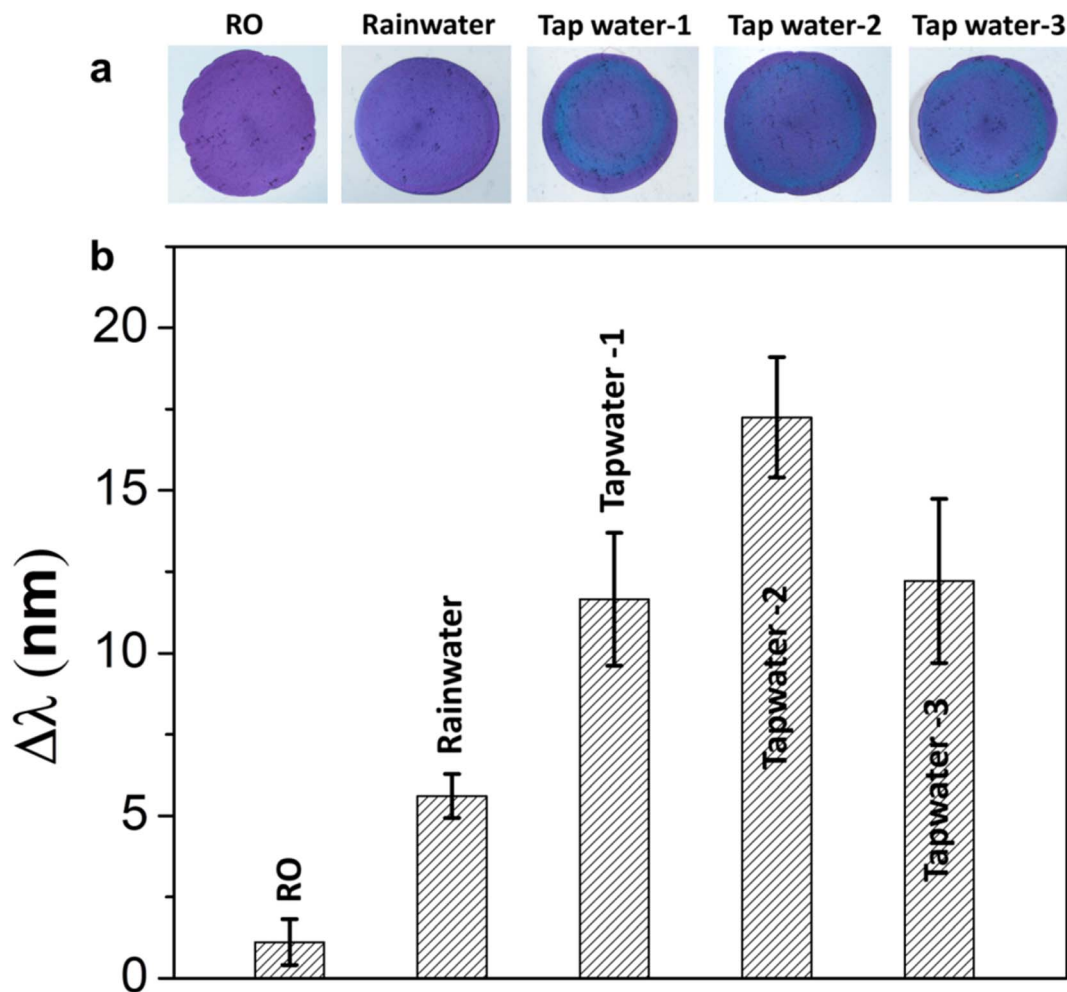 RO Rainwater Tap water-1 Tap water-2 Tap water-3
a
b
20
15
10
5
0
Δλ (nm)
RO
Rainwater
Tapwater -1
Tapwater -2
Tapwater -3